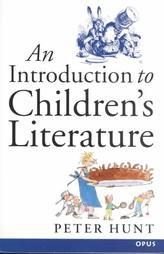 An
Introduction to
Children's
Literature
PETER HUNT
OPUS